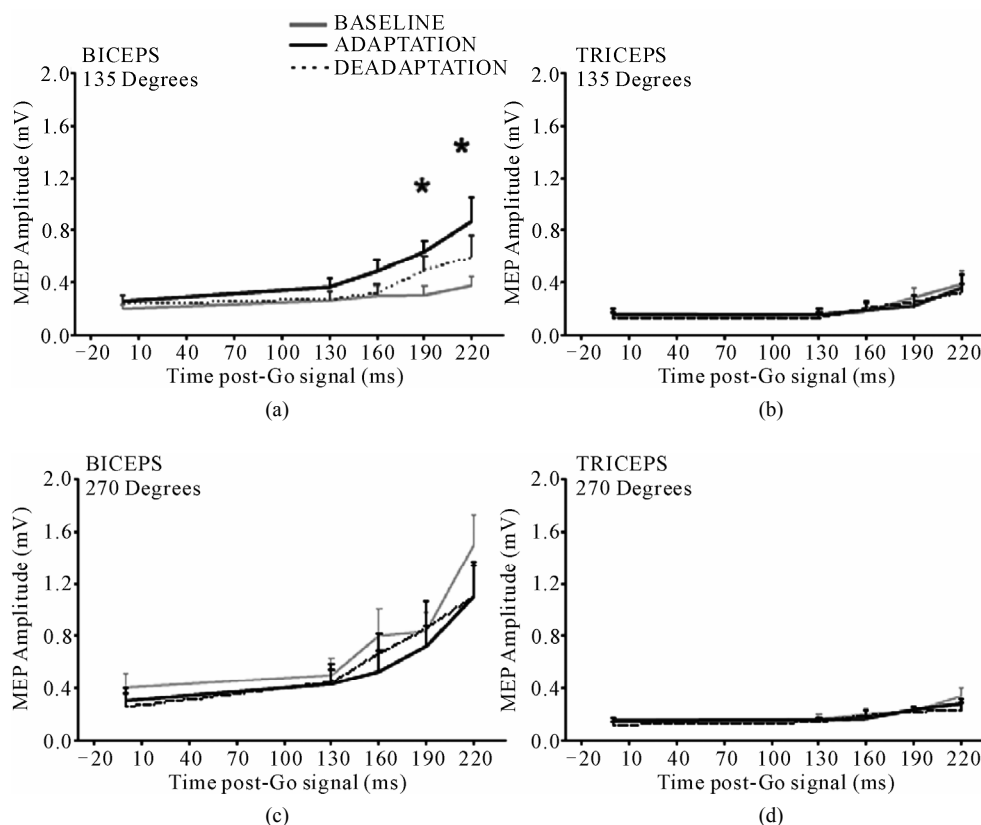 BASELINE
ADAPTATION
DEADAPTATION
BICEPS
135 Degrees
2.0
1.6
1.2
0.8
0.4
0.0
MEP Amplitude (mV)
* *
−20 10 40 70 100 130 160 190 220
Time post-Go signal (ms)
(a)
TRICEPS
135 Degrees
2.0
1.6
1.2
0.8
0.4
0.0
MEP Amplitude (mV)
−20 10 40 70 100 130 160 190 220
Time post-Go signal (ms)
(b)
BICEPS
270 Degrees
2.0
1.6
1.2
0.8
0.4
0.0
MEP Amplitude (mV)
−20 10 40 70 100 130 160 190 220
Time post-Go signal (ms)
(c)
TRICEPS
270 Degrees
2.0
1.6
1.2
0.8
0.4
0.0
MEP Amplitude (mV)
−20 10 40 70 100 130 160 190 220
Time post-Go signal (ms)
(d)